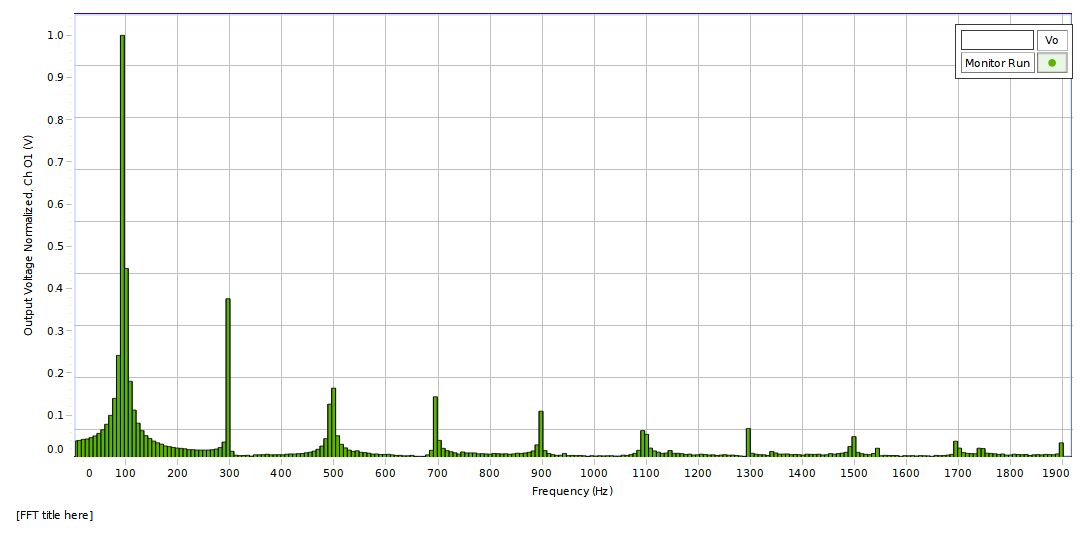 Vo
Monitor Run
Output Voltage Normalized, Ch O1 (V)
1.0
0.9
0.8
0.7
0.6
0.5
0.4
0.3
0.2
0.1
0.0
0 100 200 300 400 500 600 700 800 900 1000 1100 1200 1300 1400 1500 1600 1700 1800 1900
Frequency (Hz)
[FFT title here]